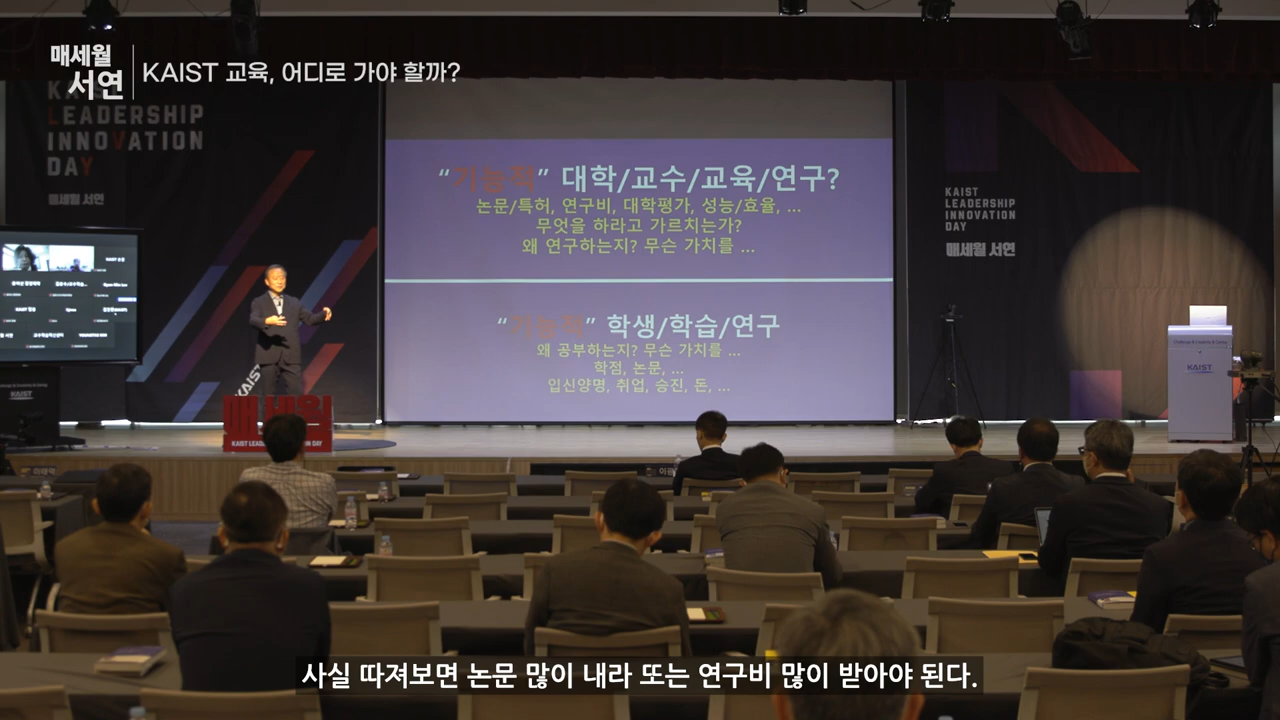 매세월
서연
KAIST 교육, 어디로 가야 할까?
KAIST
LEADERSHIP
INNOVATION
DAY
매세월 서연
“기능적” 대학/교수/교육/연구?
논문/특허, 연구비, 대학평가, 성능/효율, ...
무엇을 하라고 가르치는가?
왜 연구하는지? 무슨 가치를 ...
“기능적” 학생/학습/연구
왜 공부하는지? 무슨 가치를 ...
학점, 논문, ...
입신양명, 취업, 승진, 돈, ...
KAIST
LEADERSHIP
INNOVATION
DAY
매세월 서연
KAIST
매세월
KAIST
KAIST
사실 따져보면 논문 많이 내라 또는 연구비 많이 받아야 된다.